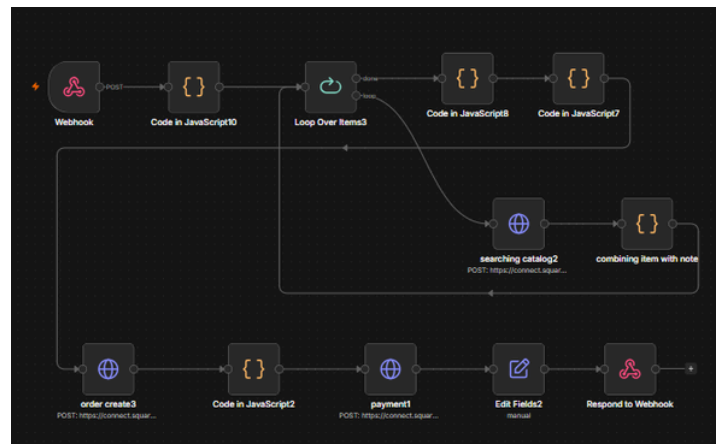 POST
done
loop
Webhook
Code in JavaScript10
Loop Over Items3
Code in JavaScript8
Code in JavaScript7
searching catalog2
POST: https://connect.squar...
combining item with note
order create3
POST: https://connect.squar...
Code in JavaScript2
payment1
POST: https://connect.squar...
Edit Fields2
manual
Respond to Webhook